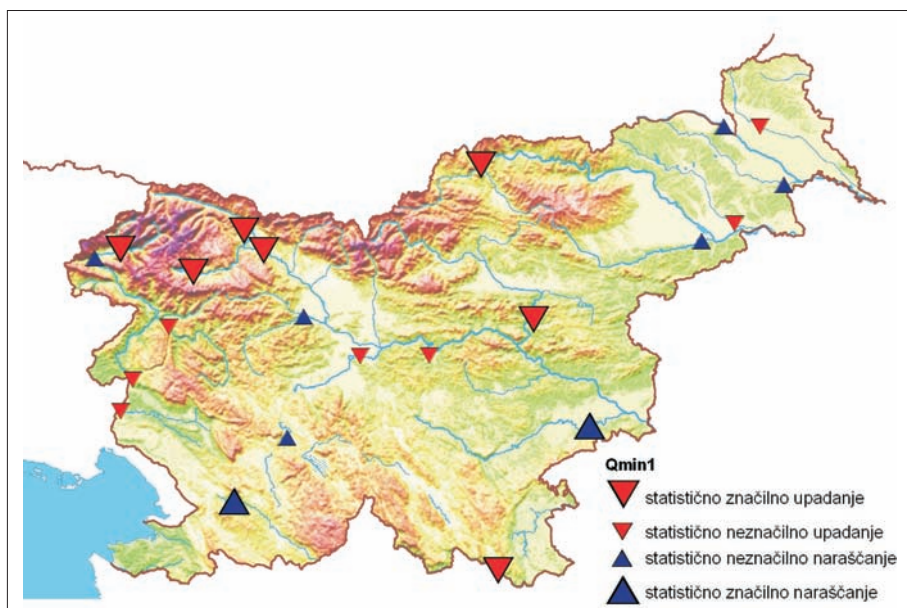 Qmin1
statistično značilno upadanje
statistično neznačilno upadanje
statistično neznačilno naraščanje
statistično značilno naraščanje